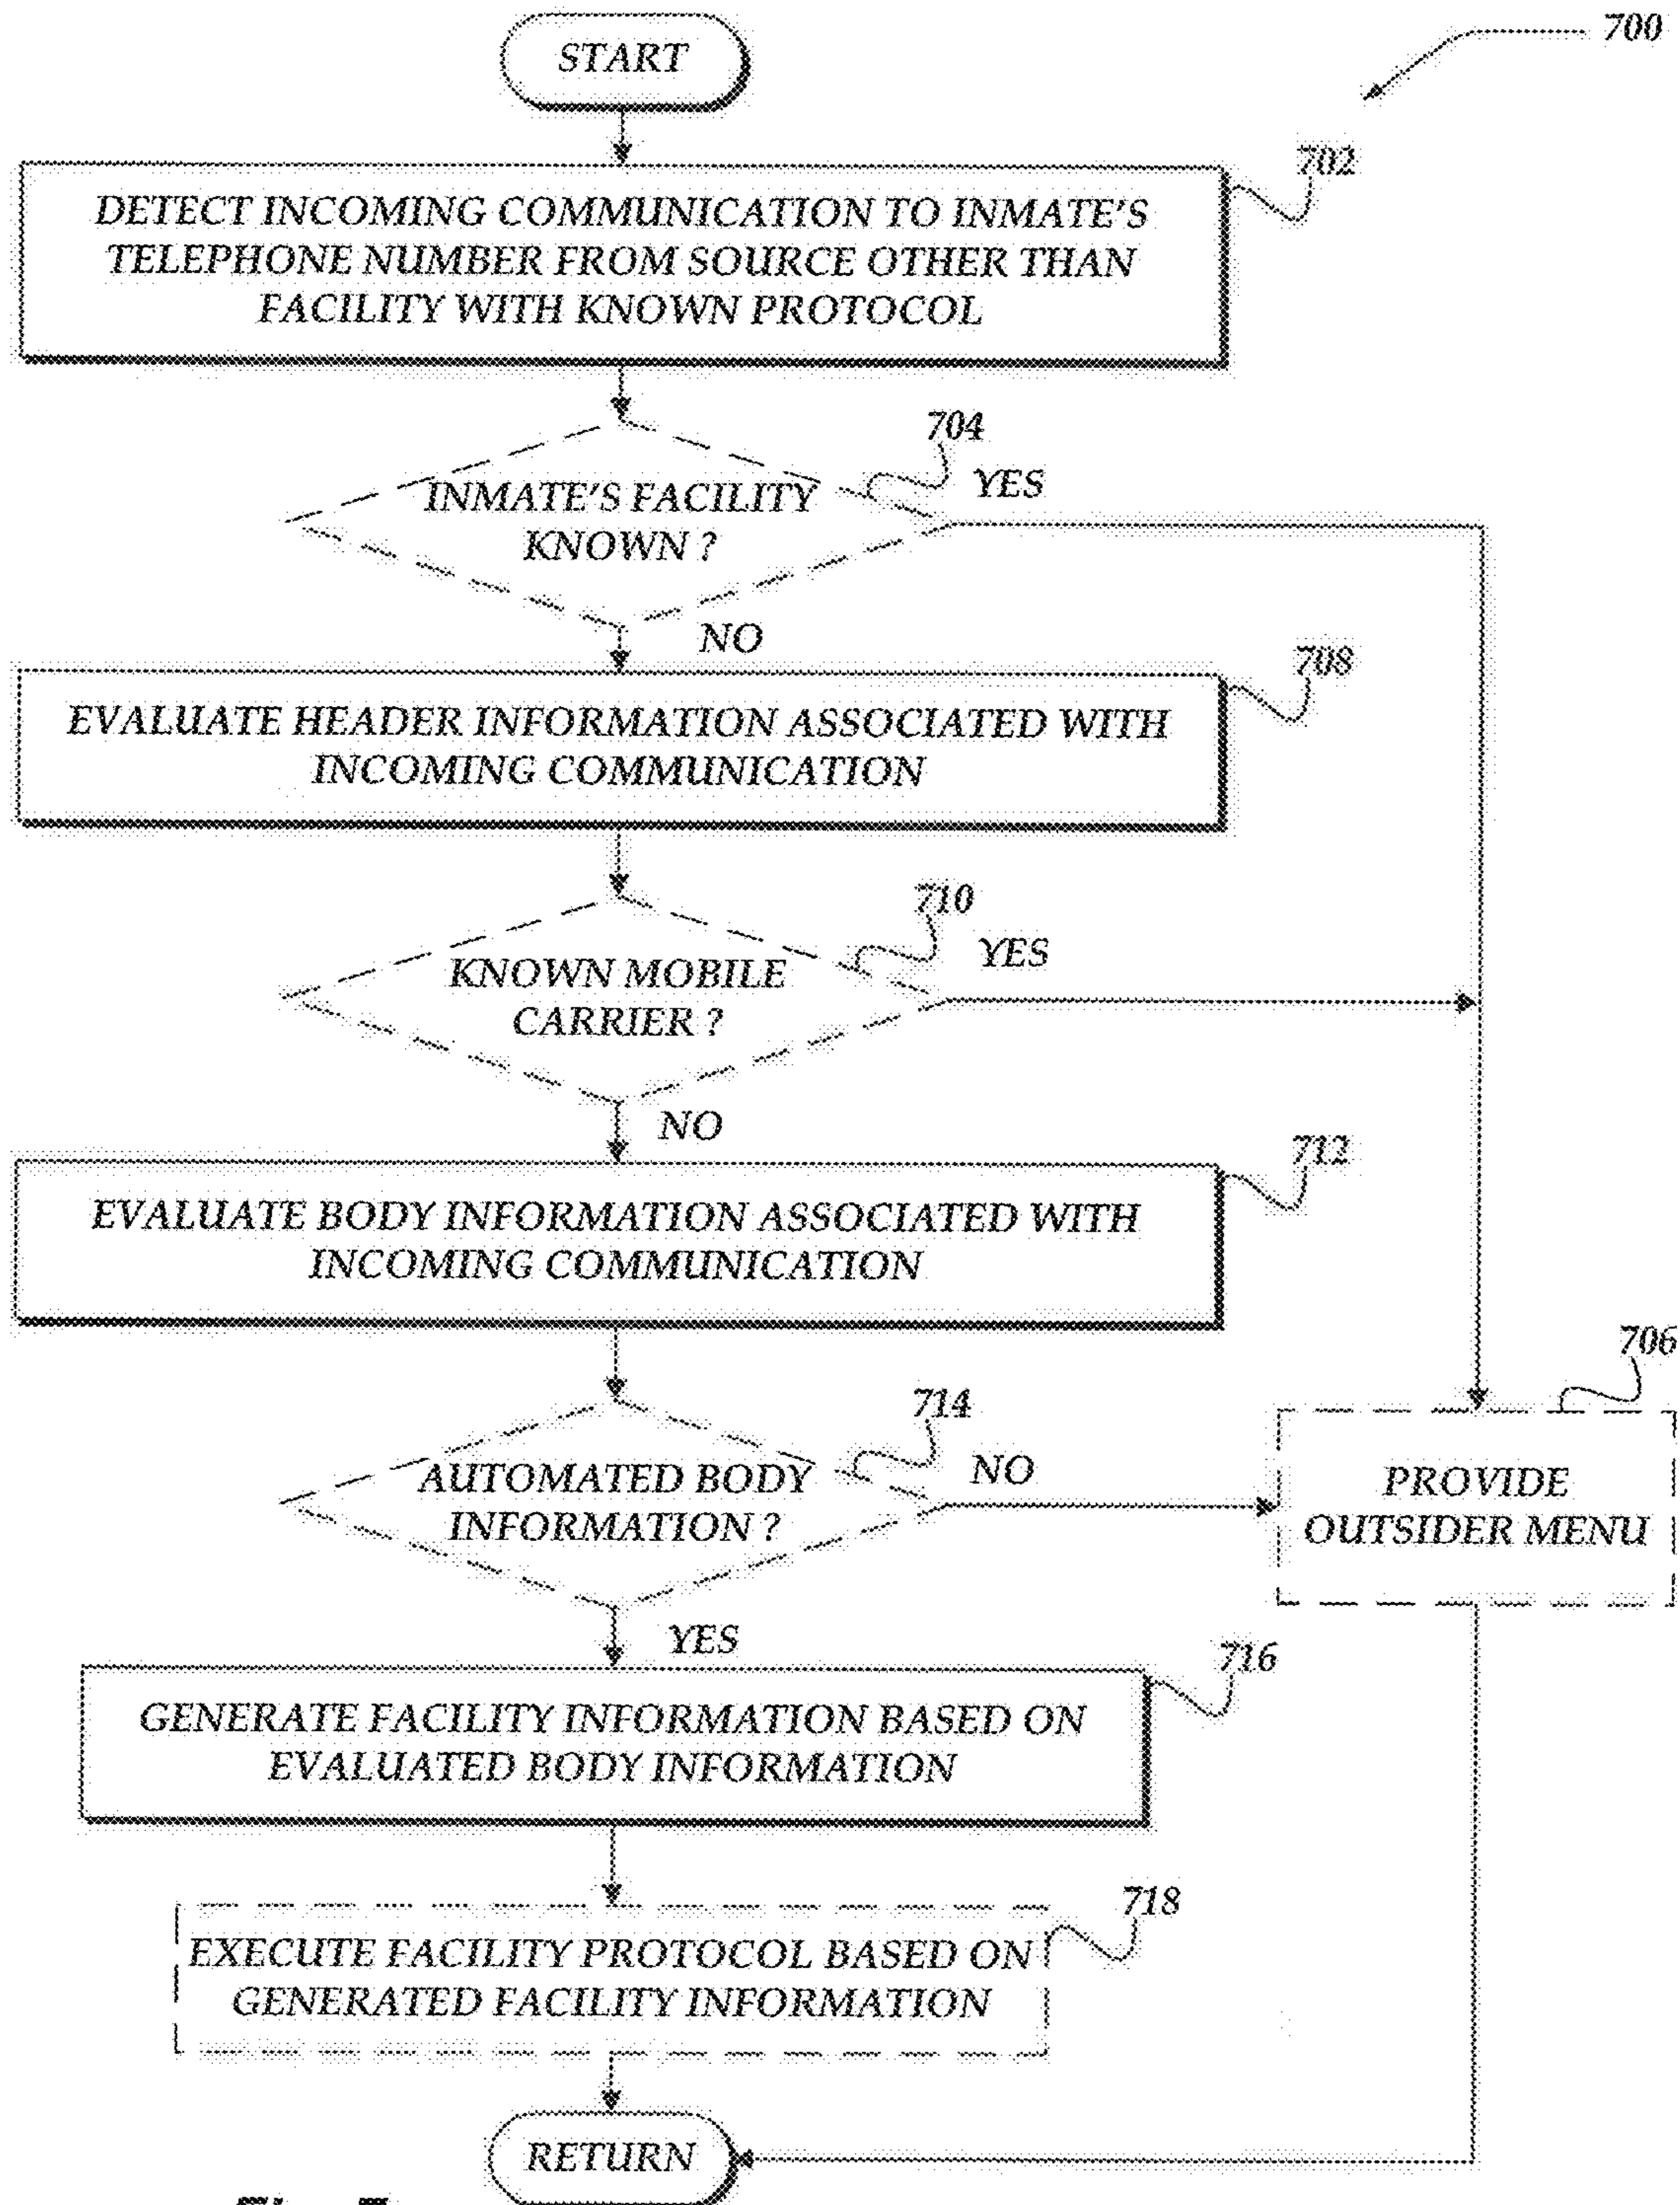 START
700
702
DETECT INCOMING COMMUNICATION TO INMATE'S
TELEPHONE NUMBER FROM SOURCE OTHER THAN
FACILITY WITH KNOWN PROTOCOL
704
YES
INMATE'S FACILITY
KNOWN ?
NO
708
EVALUATE HEADER INFORMATION ASSOCIATED WITH
INCOMING COMMUNICATION
710
YES
KNOWN MOBILE
CARRIER ?
NO
712
EVALUATE BODY INFORMATION ASSOCIATED WITH
INCOMING COMMUNICATION
706
714
NO
AUTOMATED BODY
INFORMATION ?
PROVIDE
OUTSIDER MENU
YES
716
GENERATE FACILITY INFORMATION BASED ON
EVALUATED BODY INFORMATION
718
EXECUTE FACILITY PROTOCOL BASED ON
GENERATED FACILITY INFORMATION
RETURN